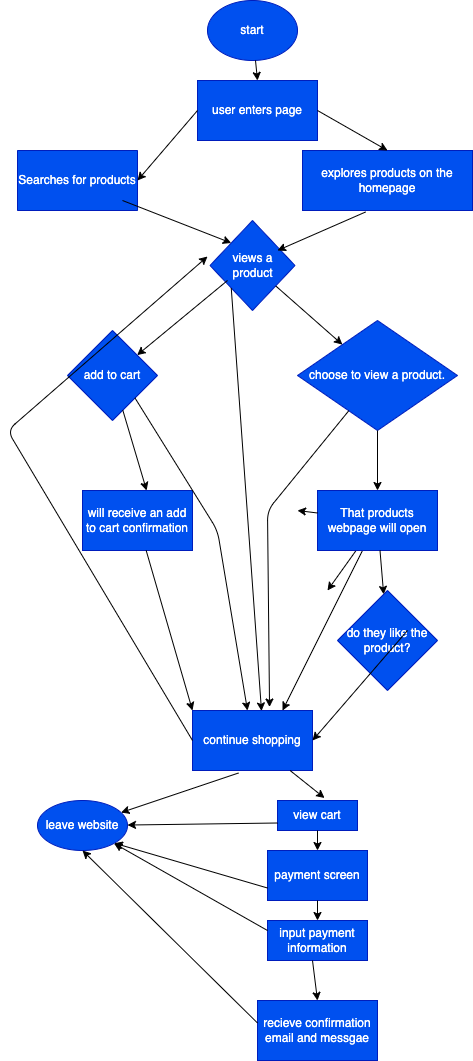 start
user enters page
Searches for products
explores products on the
homepage
views a
product
add to cart
choose to view a product.
will receive an add
to cart confirmation
That products
webpage will open
do they like the
product?
continue shopping
leave website
view cart
payment screen
input payment
information
recieve confirmation
email and messgae